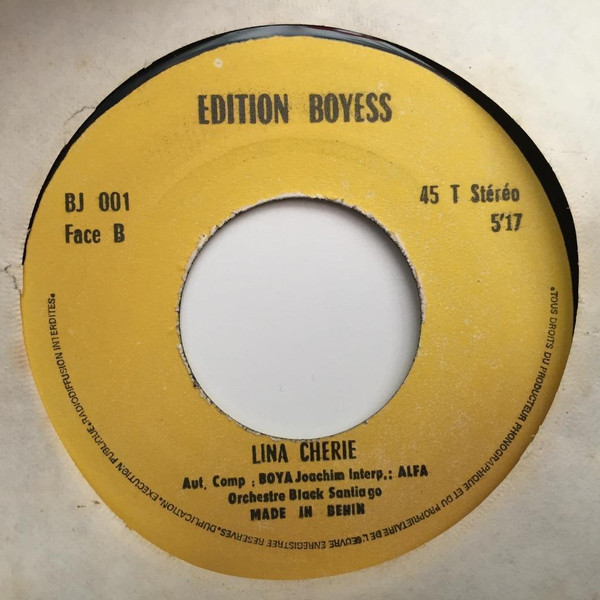 EDITION BOYESS
BJ 001
Face B
45 T Stéréo
5'17
LINA CHERIE
Aut. Comp : BOYA Joachim Interp.: ALFA
Orchestre Black Santiago
MADE IN BENIN
•TOUS DROITS DU PRODUCTEUR PHONOGRAPHIQUE ET DU PROPRIETAIRE DE L'OEUVRE ENREGISTREE RESERVES. DUPLICATION. EXECUTION PUBLIQUE. RADIODIFFUSION INTERDITES•